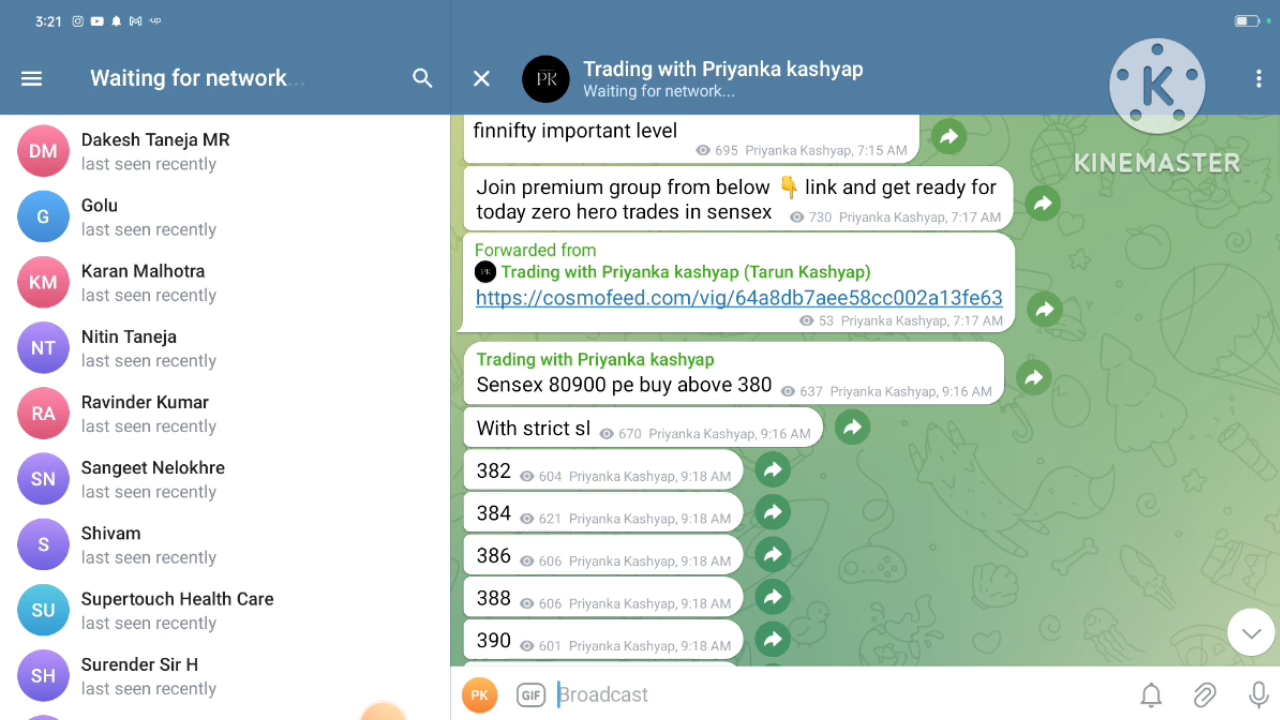 3:21
UP
Waiting for network...
Dakesh Taneja MR
last seen recently
Golu
last seen recently
Karan Malhotra
last seen recently
Nitin Taneja
last seen recently
Ravinder Kumar
last seen recently
Sangeet Nelokhre
last seen recently
Shivam
last seen recently
Supertouch Health Care
last seen recently
Surender Sir H
last seen recently
DM
G
KM
NT
RA
SN
S
SU
SH
PK
Trading with Priyanka kashyap
Waiting for network...
K
KINEMASTER
finnifty important level
695 Priyanka Kashyap, 7:15 AM
Join premium group from below 👇 link and get ready for
today zero hero trades in sensex 730 Priyanka Kashyap, 7:17 AM
Forwarded from
PK Trading with Priyanka kashyap (Tarun Kashyap)
https://cosmofeed.com/vig/64a8db7aee58cc002a13fe63
53 Priyanka Kashyap, 7:17 AM
Trading with Priyanka kashyap
Sensex 80900 pe buy above 380 637 Priyanka Kashyap, 9:16 AM
With strict sl 670 Priyanka Kashyap, 9:16 AM
382 604 Priyanka Kashyap, 9:18 AM
384 621 Priyanka Kashyap, 9:18 AM
386 606 Priyanka Kashyap, 9:18 AM
388 606 Priyanka Kashyap, 9:18 AM
390 601 Priyanka Kashyap, 9:18 AM
PK GIF Broadcast